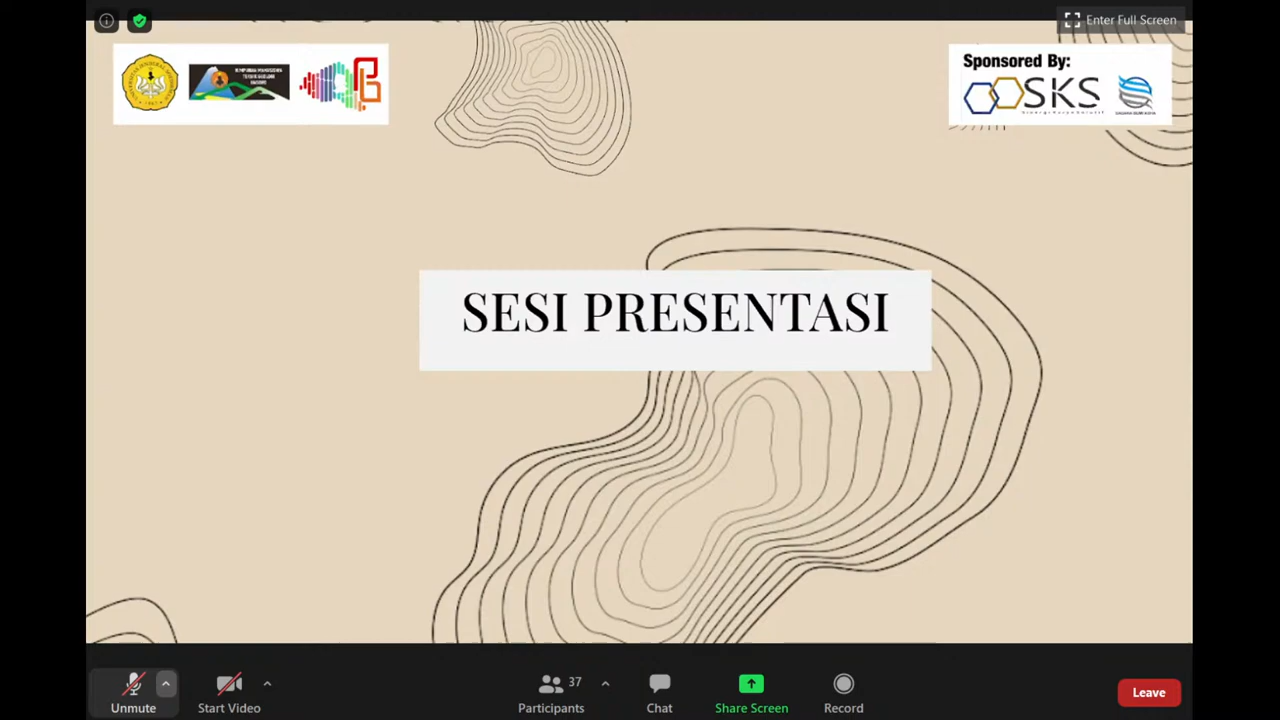 Enter Full Screen
Sponsored By:
SKS
SESI PRESENTASI
37
Unmute
Start Video
Participants
Chat
Share Screen
Record
Leave